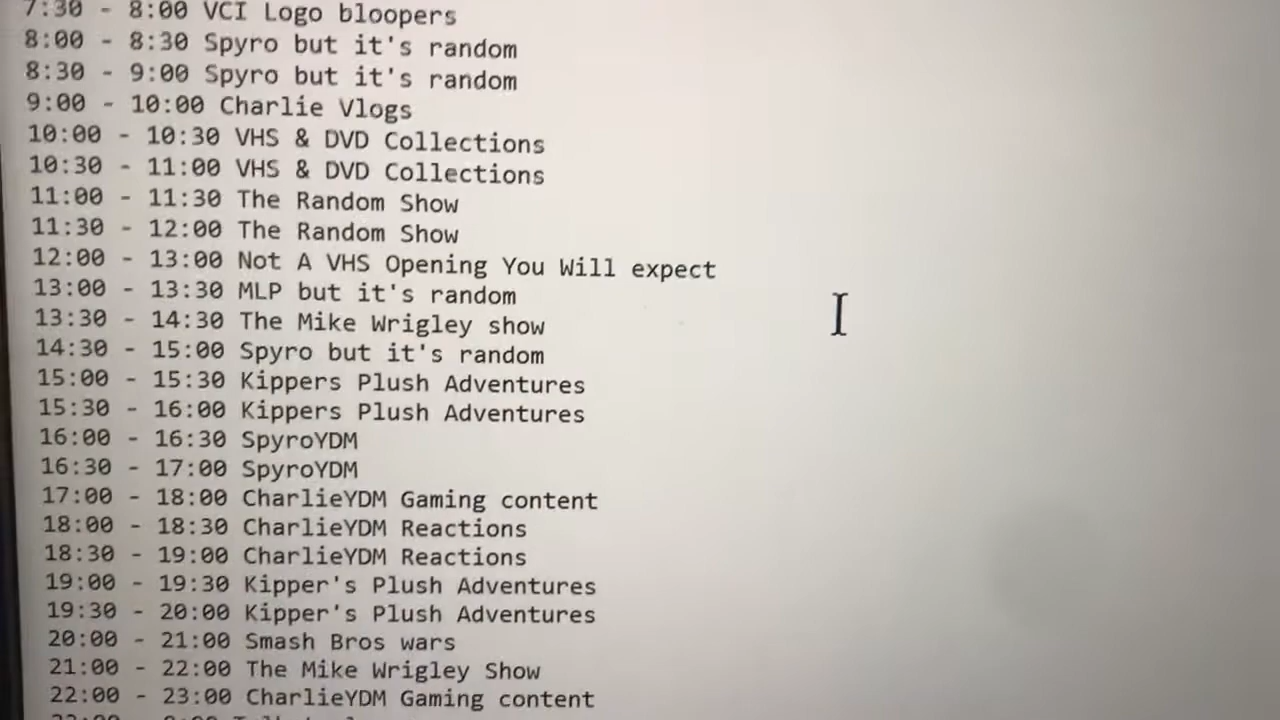 7:30 - 8:00 VCI Logo bloopers
8:00 - 8:30 Spyro but it's random
8:30 - 9:00 Spyro but it's random
9:00 - 10:00 Charlie Vlogs
10:00 - 10:30 VHS & DVD Collections
10:30 - 11:00 VHS & DVD Collections
11:00 - 11:30 The Random Show
11:30 - 12:00 The Random Show
12:00 - 13:00 Not A VHS Opening You Will expect
13:00 - 13:30 MLP but it's random
13:30 - 14:30 The Mike Wrigley show
14:30 - 15:00 Spyro but it's random
15:00 - 15:30 Kippers Plush Adventures
15:30 - 16:00 Kippers Plush Adventures
16:00 - 16:30 SpyroYDM
16:30 - 17:00 SpyroYDM
17:00 - 18:00 CharlieYDM Gaming content
18:00 - 18:30 CharlieYDM Reactions
18:30 - 19:00 CharlieYDM Reactions
19:00 - 19:30 Kipper's Plush Adventures
19:30 - 20:00 Kipper's Plush Adventures
20:00 - 21:00 Smash Bros wars
21:00 - 22:00 The Mike Wrigley Show
22:00 - 23:00 CharlieYDM Gaming content